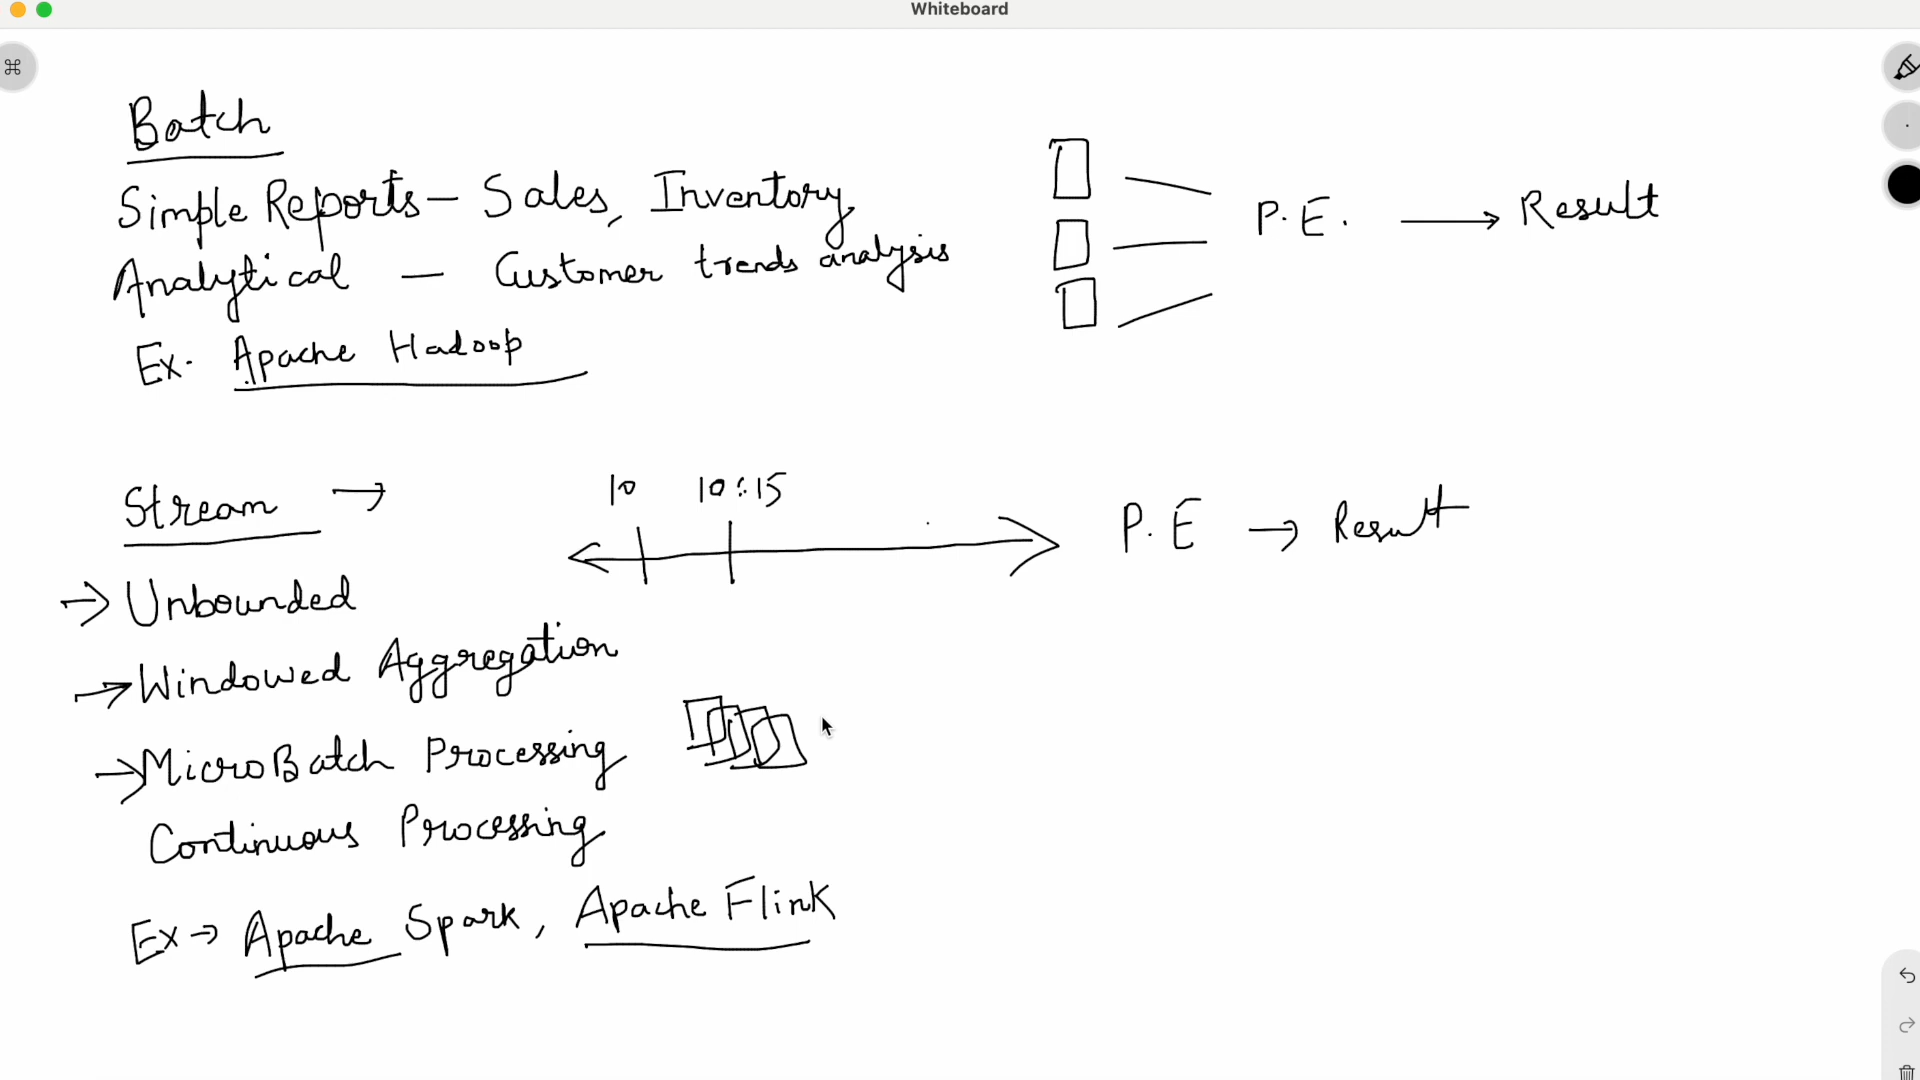 Whiteboard
Batch
Simple Reports - Sales, Inventory
Analytical - Customer trends analysis
Ex. Apache Hadoop
P.E. → Result
Stream →
10 10:15
P.E → Result
→ Unbounded
→ Windowed Aggregation
→ MicroBatch Processing
Continuous Processing
Ex → Apache Spark, Apache Flink